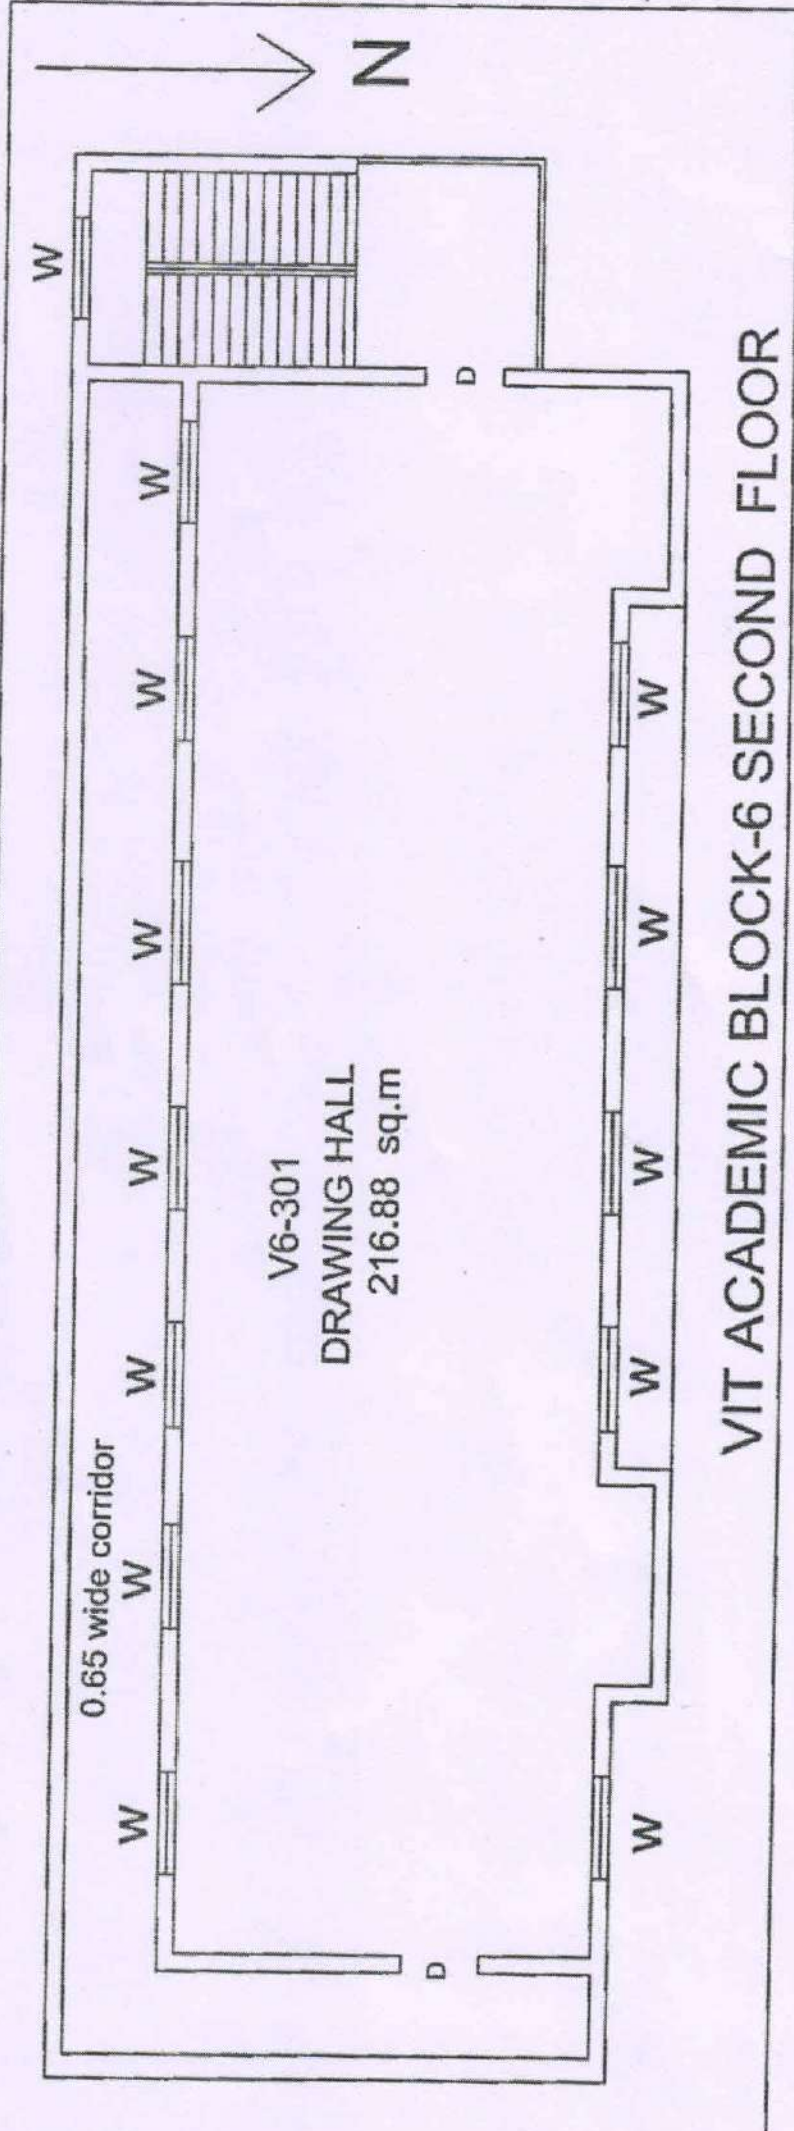 W
0.65 wide corridor
W W W W W W W
V6-301
DRAWING HALL
216.88 sq.m
N
D
D
W W W W W
VIT ACADEMIC BLOCK-6 SECOND FLOOR